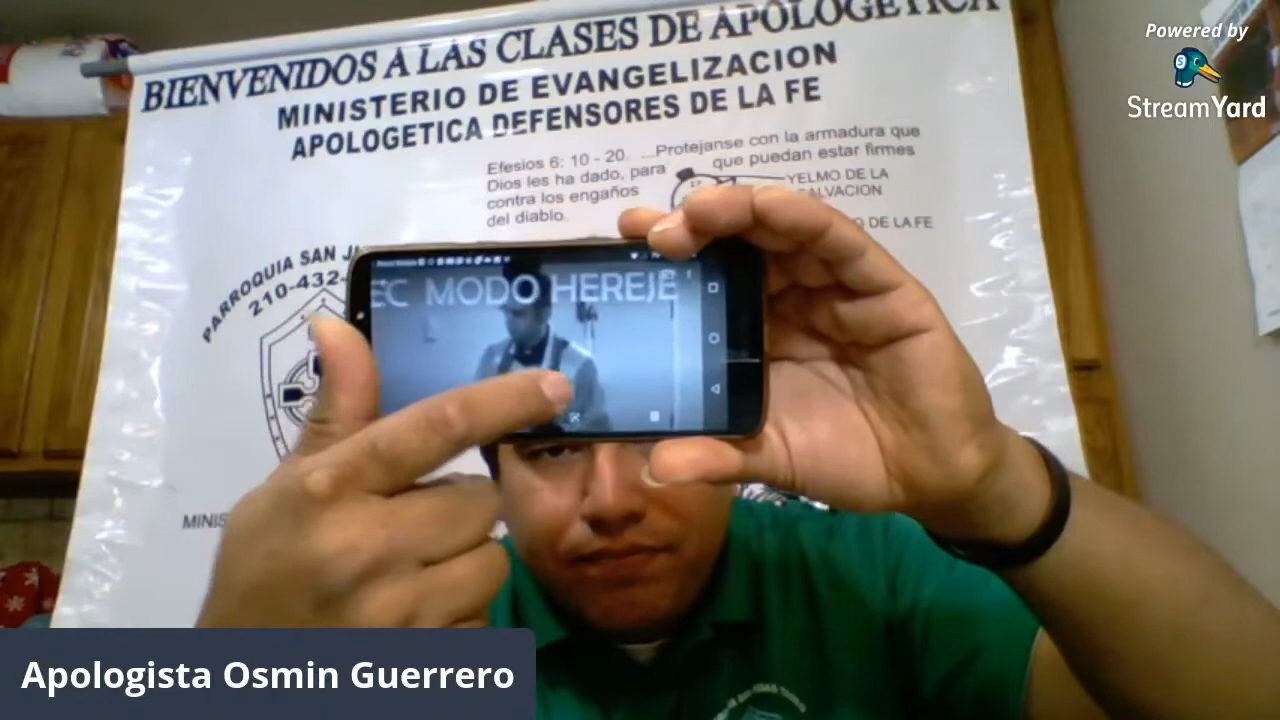 BIENVENIDOS A LAS CLASES DE APOLOGETICA
MINISTERIO DE EVANGELIZACION
APOLOGETICA DEFENSORES DE LA FE
Efesios 6: 10 - 20. ...Protejanse con la armadura que
Dios les ha dado, para que puedan estar firmes
contra los engaños
del diablo.
YELMO DE LA
SALVACION
DE LA FE
PARROQUIA SAN
210-432-
EC MODO HEREJE
Powered by
StreamYard
Apologista Osmin Guerrero